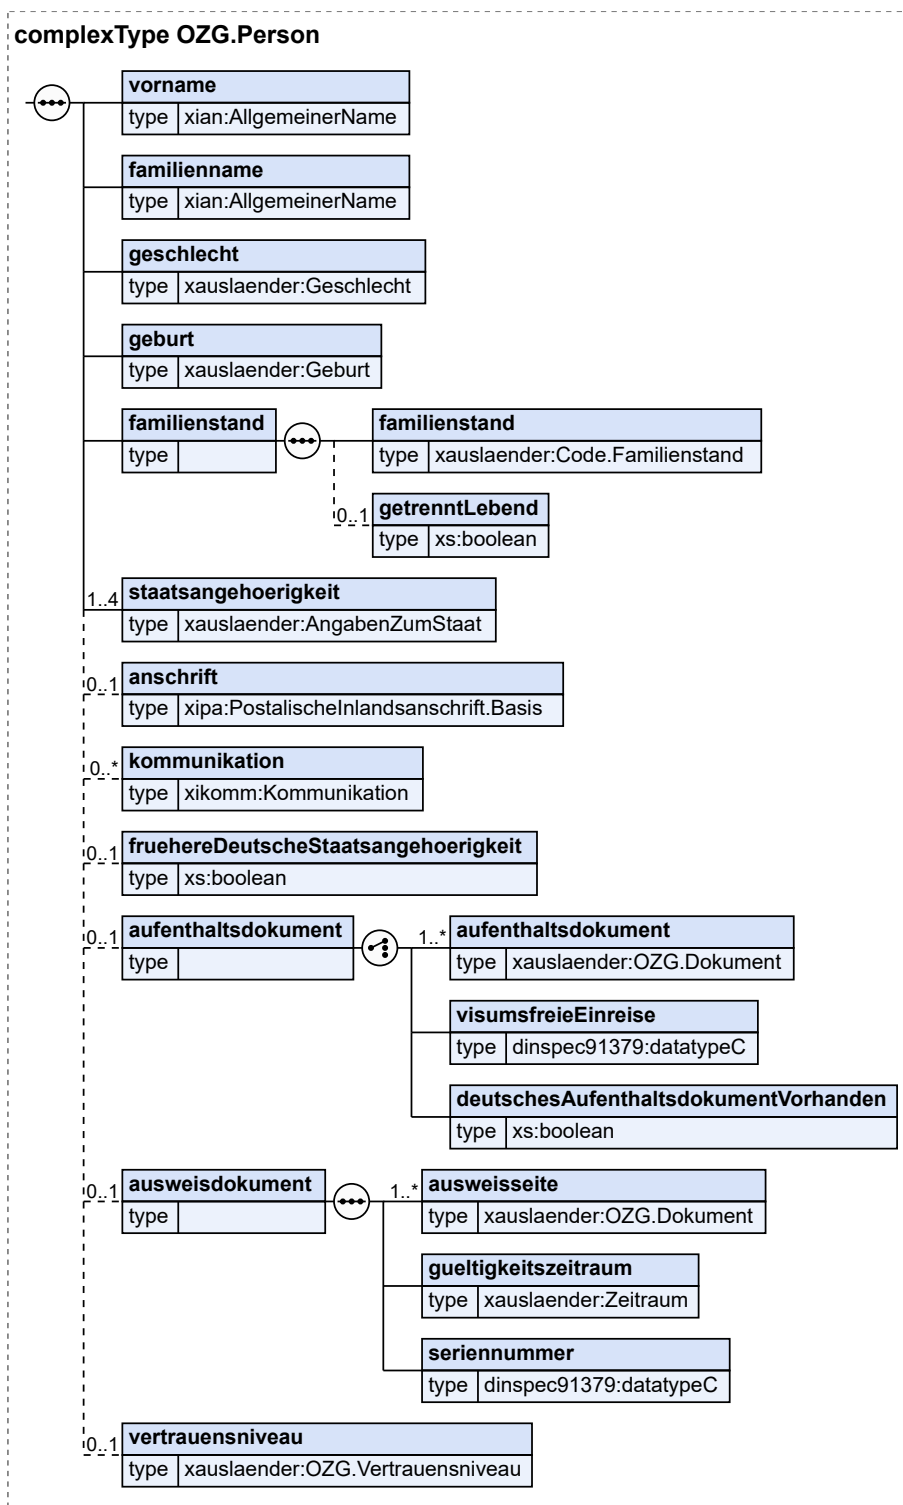 complexType OZG.Person
vorname
type xian:AllgemeinerName
familienname
type xian:AllgemeinerName
geschlecht
type xauslaender:Geschlecht
geburt
type xauslaender:Geburt
familienstand
type
familienstand
type xauslaender:Code.Familienstand
0..1
getrenntLebend
type xs:boolean
1..4
staatsangehoerigkeit
type xauslaender:AngabenZumStaat
0..1
anschrift
type xipa:PostalischeInlandsanschrift.Basis
0..*
kommunikation
type xikomm:Kommunikation
0..1
fruehereDeutscheStaatsangehoerigkeit
type xs:boolean
0..1
aufenthaltsdokument
type
1..*
aufenthaltsdokument
type xauslaender:OZG.Dokument
visumsfreieEinreise
type dinspec91379:datatypeC
deutschesAufenthaltsdokumentVorhanden
type xs:boolean
0..1
ausweisdokument
type
1..*
ausweisseite
type xauslaender:OZG.Dokument
gueltigkeitszeitraum
type xauslaender:Zeitraum
seriennummer
type dinspec91379:datatypeC
0..1
vertrauensniveau
type xauslaender:OZG.Vertrauensniveau